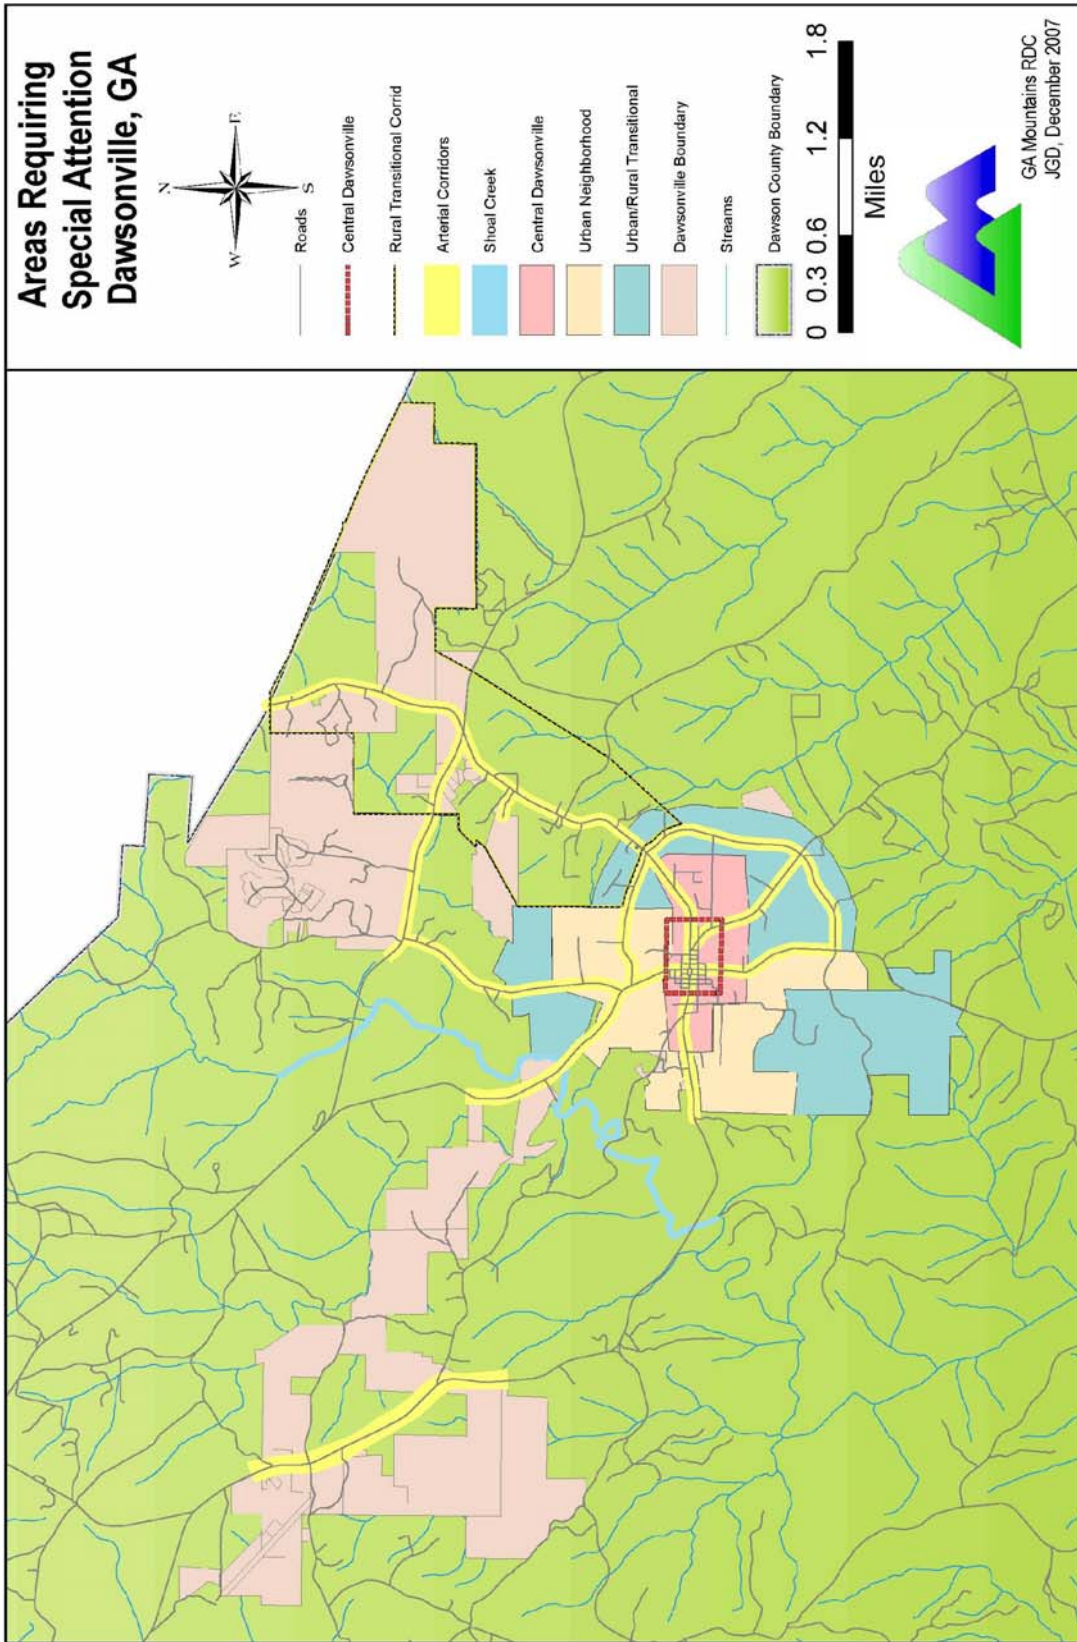 Areas Requiring
Special Attention
Dawsonville, GA
N
W
E
S
Roads
Central Dawsonville
Rural Transitional Corrid
Arterial Corridors
Shoal Creek
Central Dawsonville
Urban Neighborhood
Urban/Rural Transitional
Dawsonville Boundary
Streams
Dawson County Boundary
0 0.3 0.6 1.2 1.8
Miles
GA Mountains RDC
JGD, December 2007